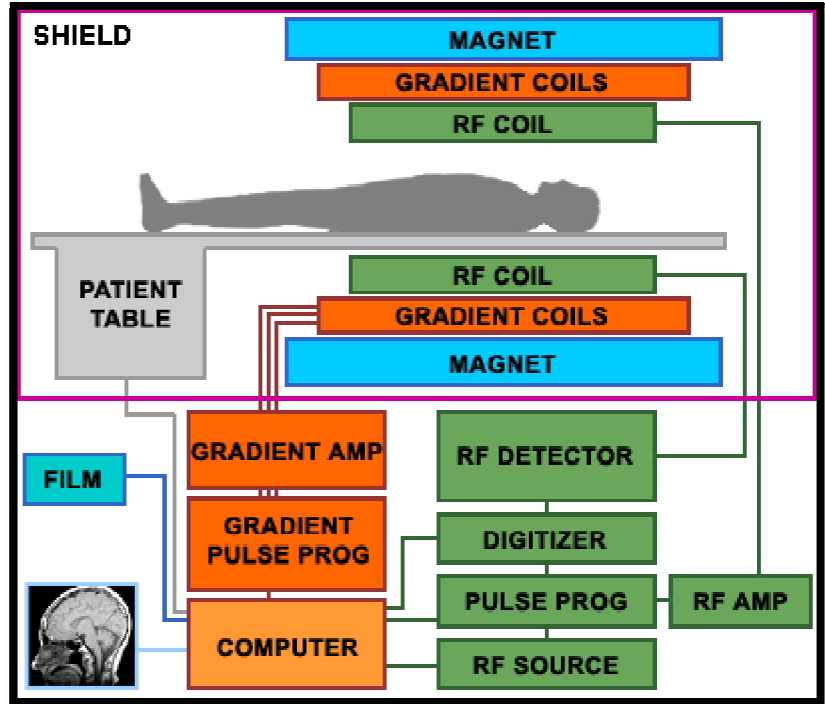 SHIELD
MAGNET
GRADIENT COILS
RF COIL
RF COIL
PATIENT
TABLE
GRADIENT COILS
MAGNET
GRADIENT AMP
RF DETECTOR
FILM
GRADIENT
PULSE PROG
DIGITIZER
PULSE PROG
RF AMP
COMPUTER
RF SOURCE